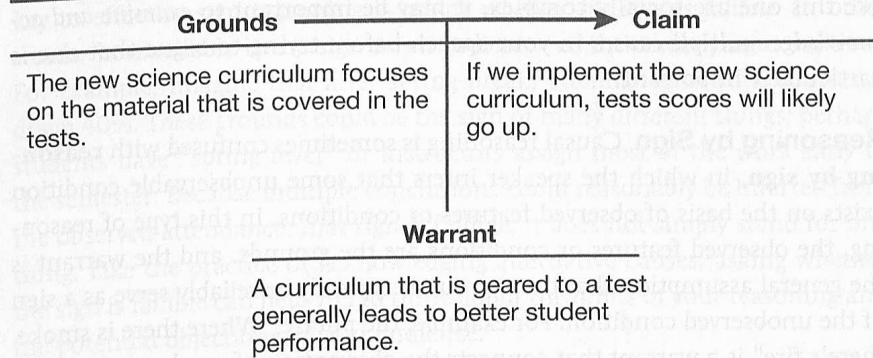 Grounds
Claim
The new science curriculum focuses
on the material that is covered in the
tests.
If we implement the new science
curriculum, tests scores will likely
go up.
Warrant
A curriculum that is geared to a test
generally leads to better student
performance.